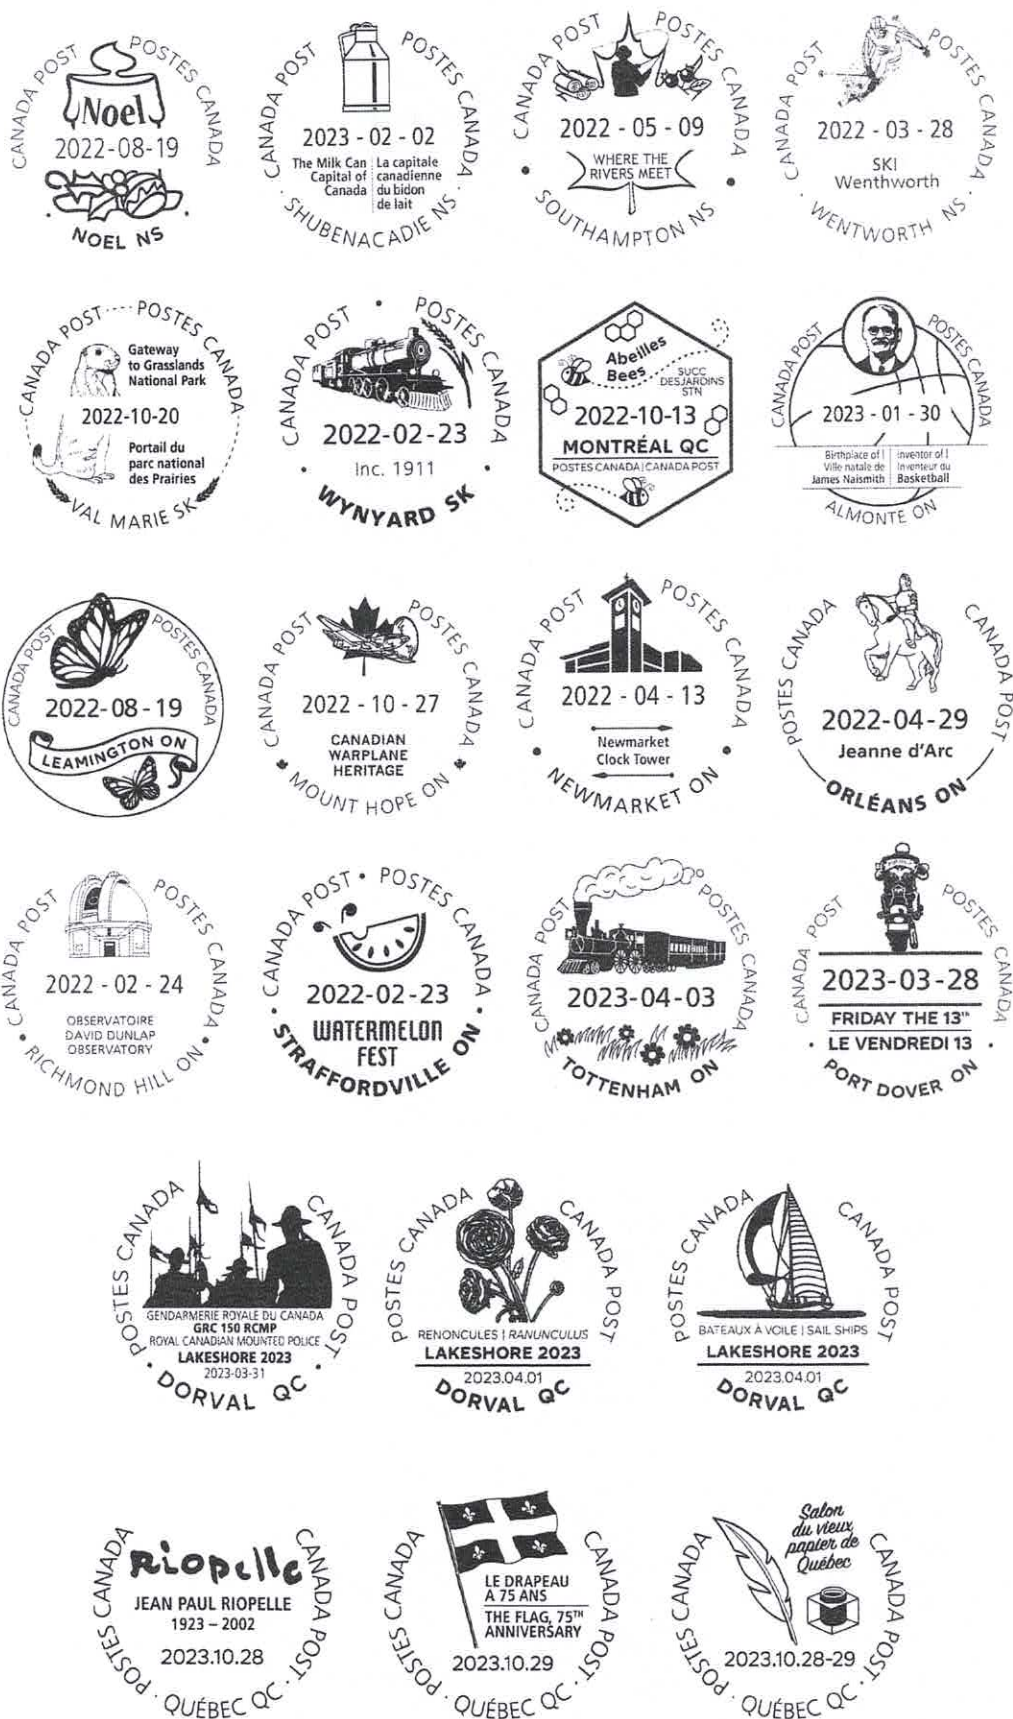 CANADA POST POSTES CANADA
Noel
2022-08-19
NOEL NS
CANADA POST POSTES CANADA
2023-02-02
The Milk Can Capital of Canada
La capitale canadienne du bidon de lait
SHUBENACADIE NS
CANADA POST POSTES CANADA
2022-05-09
WHERE THE
RIVERS MEET
SOUTHAMPTON NS
CANADA POST POSTES CANADA
2022-03-28
SKI
Wenthworth
WENTWORTH NS
CANADA POST POSTES CANADA
Gateway
to Grasslands
National Park
2022-10-20
Portail du
parc national
des Prairies
VAL MARIE SK
CANADA POST POSTES CANADA
2022-02-23
Inc. 1911
WYNYARD SK
Abeilles
Bees
SUCC
DESJARDINS
STN
2022-10-13
MONTRÉAL QC
POSTES CANADA | CANADA POST
CANADA POST POSTES CANADA
2023-01-30
Birthplace of | Inventor of |
Ville natale de | Inventeur du
James Naismith | Basketball
ALMONTE ON
CANADA POST POSTES CANADA
2022-08-19
LEAMINGTON ON
CANADA POST POSTES CANADA
2022-10-27
CANADIAN
WARPLANE
HERITAGE
MOUNT HOPE ON
CANADA POST POSTES CANADA
2022-04-13
Newmarket
Clock Tower
NEWMARKET ON
POSTES CANADA CANADA POST
2022-04-29
Jeanne d'Arc
ORLÉANS ON
CANADA POST POSTES CANADA
2022-02-24
OBSERVATOIRE
DAVID DUNLAP
OBSERVATORY
RICHMOND HILL ON
CANADA POST • POSTES CANADA
2022-02-23
WATERMELON
FEST
STRAFFORDVILLE ON
CANADA POST POSTES CANADA
2023-04-03
TOTTENHAM ON
CANADA POST POSTES CANADA
2023-03-28
FRIDAY THE 13TH
LE VENDREDI 13
PORT DOVER ON
POSTES CANADA CANADA POST
GENDARMERIE ROYALE DU CANADA
GRC 150 RCMP
ROYAL CANADIAN MOUNTED POLICE
LAKESHORE 2023
2023-03-31
DORVAL QC
POSTES CANADA CANADA POST
RENONCULES | RANUNCULUS
LAKESHORE 2023
2023.04.01
DORVAL QC
POSTES CANADA CANADA POST
BATEAUX À VOILE | SAIL SHIPS
LAKESHORE 2023
2023.04.01
DORVAL QC
POSTES CANADA CANADA POST
Riopelle
JEAN PAUL RIOPELLE
1923 – 2002
2023.10.28
QUÉBEC QC
POSTES CANADA CANADA POST
LE DRAPEAU
A 75 ANS
THE FLAG, 75TH
ANNIVERSARY
2023.10.29
QUÉBEC QC
POSTES CANADA CANADA POST
Salon
du vieux
papier de
Québec
2023.10.28-29
QUÉBEC QC